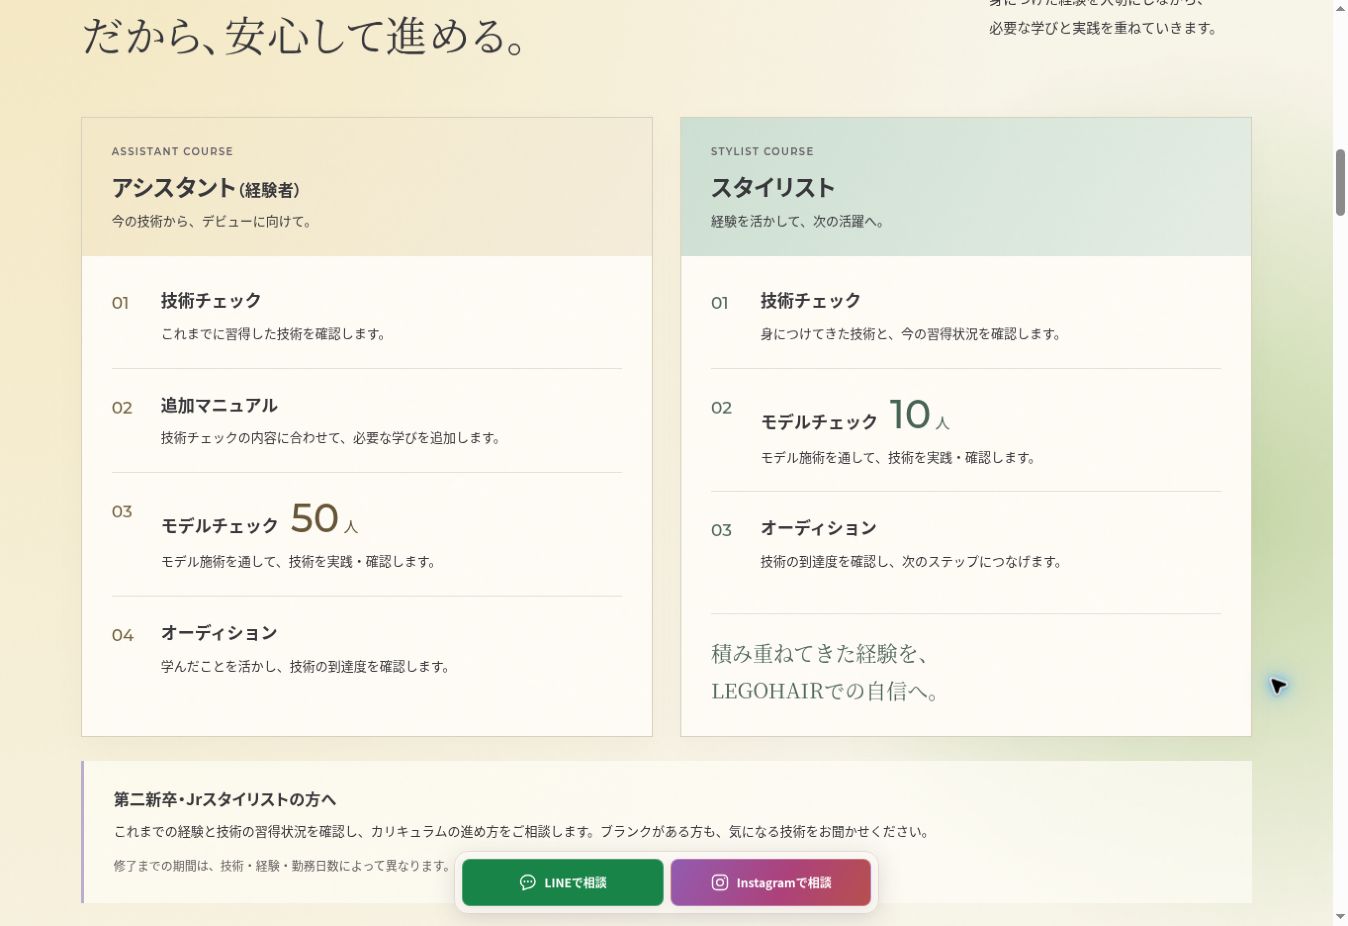 だから、安心して進める。
身につけた経験を大切にしながら、
必要な学びと実践を重ねていきます。
ASSISTANT COURSE
アシスタント（経験者）
今の技術から、デビューに向けて。
01 技術チェック
これまでに習得した技術を確認します。
02 追加マニュアル
技術チェックの内容に合わせて、必要な学びを追加します。
03 モデルチェック 50人
モデル施術を通して、技術を実践・確認します。
04 オーディション
学んだことを活かし、技術の到達度を確認します。
STYLIST COURSE
スタイリスト
経験を活かして、次の活躍へ。
01 技術チェック
身につけてきた技術と、今の習得状況を確認します。
02 モデルチェック 10人
モデル施術を通して、技術を実践・確認します。
03 オーディション
技術の到達度を確認し、次のステップにつなげます。
積み重ねてきた経験を、
LEGOHAIRでの自信へ。
第二新卒・Jrスタイリストの方へ
これまでの経験と技術の習得状況を確認し、カリキュラムの進め方をご相談します。ブランクがある方も、気になる技術をお聞かせください。
修了までの期間は、技術・経験・勤務日数によって異なります。
LINEで相談
Instagramで相談